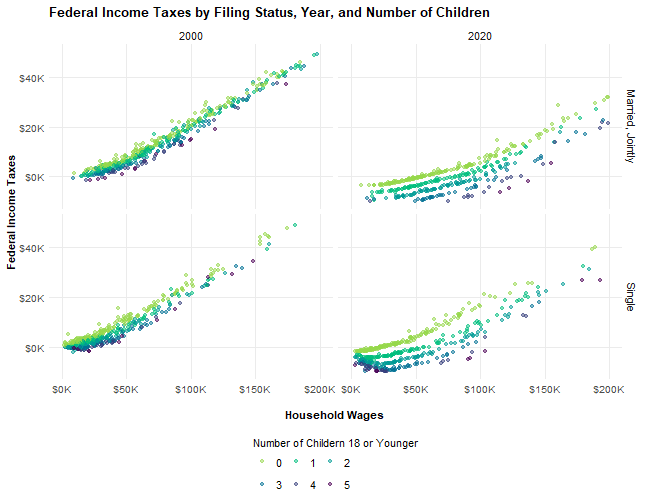 Federal Income Taxes by Filing Status, Year, and Number of Children
2000 2020
$40K
$20K
$0K
Married, Jointly
Federal Income Taxes
$40K
$20K
$0K
Single
$0K $50K $100K $150K $200K $0K $50K $100K $150K $200K
Household Wages
Number of Childern 18 or Younger
0 1 2
3 4 5